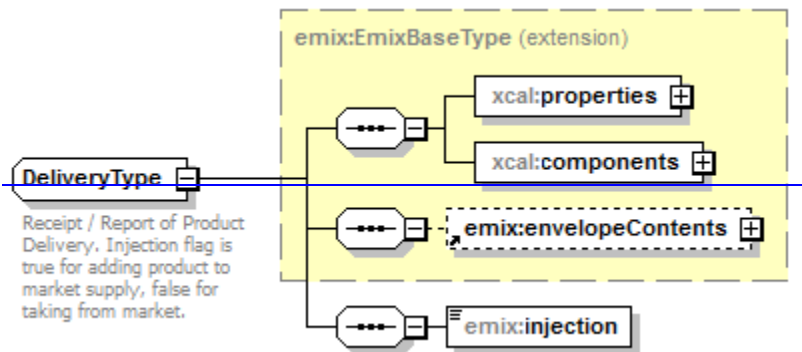 emix:EmixBaseType (extension)
xcal:properties
xcal:components
DeliveryType
Receipt / Report of Product
Delivery. Injection flag is
true for adding product to
market supply, false for
taking from market.
emix:envelopeContents
emix:injection